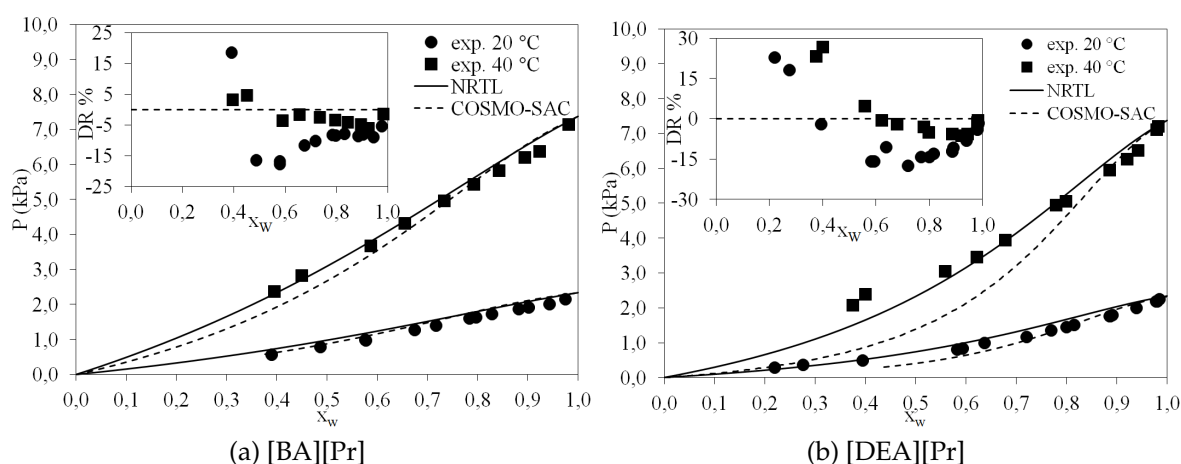 10,0
9,0
8,0
7,0
6,0
5,0
4,0
3,0
2,0
1,0
0,0
P (kPa)
0,0 0,1 0,2 0,3 0,4 0,5 0,6 0,7 0,8 0,9 1,0
xw
25
15
5
-5
-15
-25
DR %
0,0 0,2 0,4 0,6 0,8 1,0
xw
exp. 20 °C
exp. 40 °C
NRTL
COSMO-SAC
(a) [BA][Pr]
10,0
9,0
8,0
7,0
6,0
5,0
4,0
3,0
2,0
1,0
0,0
P (kPa)
0,0 0,1 0,2 0,3 0,4 0,5 0,6 0,7 0,8 0,9 1,0
xw
30
15
0
-15
-30
DR %
0,0 0,2 0,4 0,6 0,8 1,0
xw
exp. 20 °C
exp. 40 °C
NRTL
COSMO-SAC
(b) [DEA][Pr]